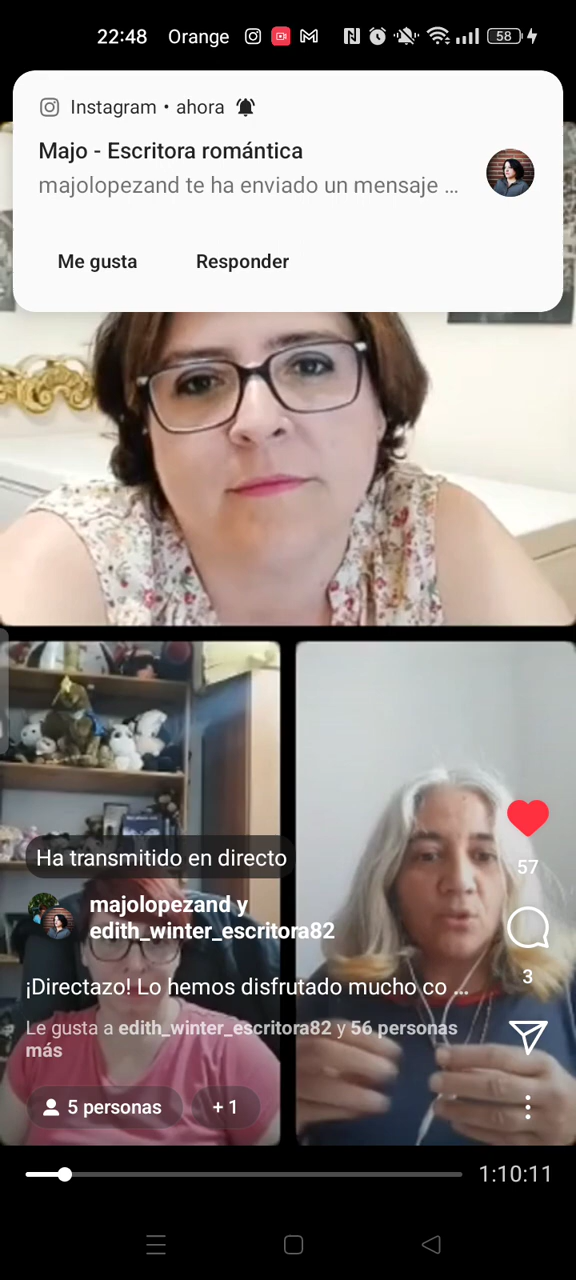 22:48 Orange 58
Instagram • ahora
Majo - Escritora romántica
majolopezand te ha enviado un mensaje ...
Me gusta Responder
Ha transmitido en directo
57
majolopezand y
edith_winter_escritora82
3
¡Directazo! Lo hemos disfrutado mucho co ...
Le gusta a edith_winter_escritora82 y 56 personas
más
5 personas + 1
1:10:11